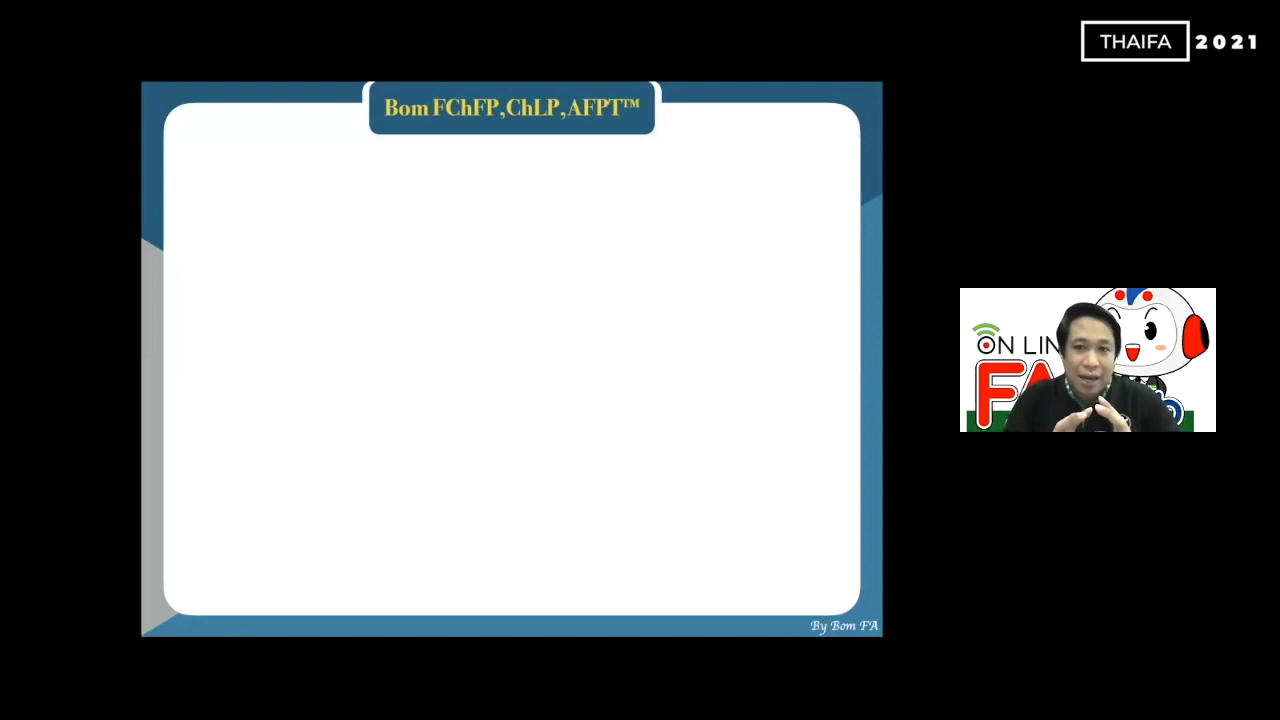 THAIFA 2021
Bom FChFP,ChLP,AFPT™
ON LIN
FA
By Bom FA